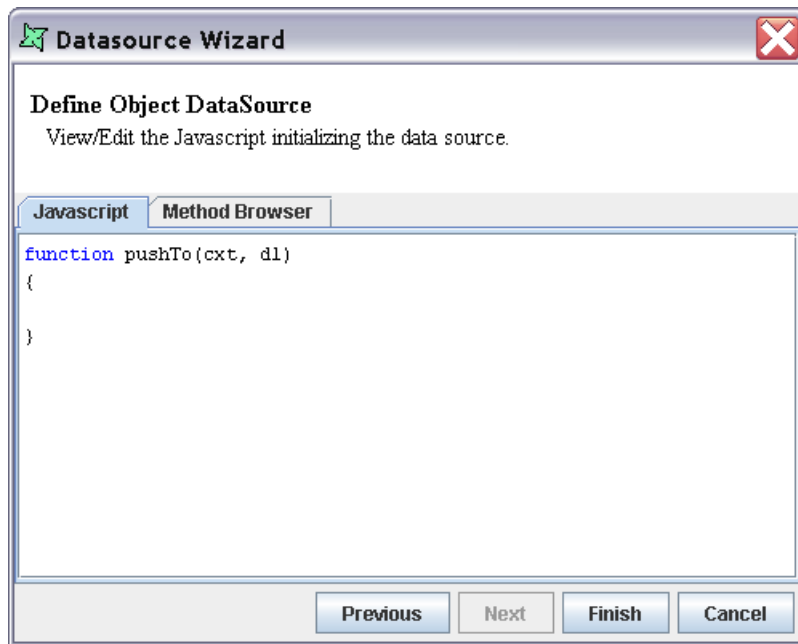 Datasource Wizard
Define Object DataSource
View/Edit the Javascript initializing the data source.
Javascript Method Browser
function pushTo(cxt, dl)
{
}
Previous Next Finish Cancel